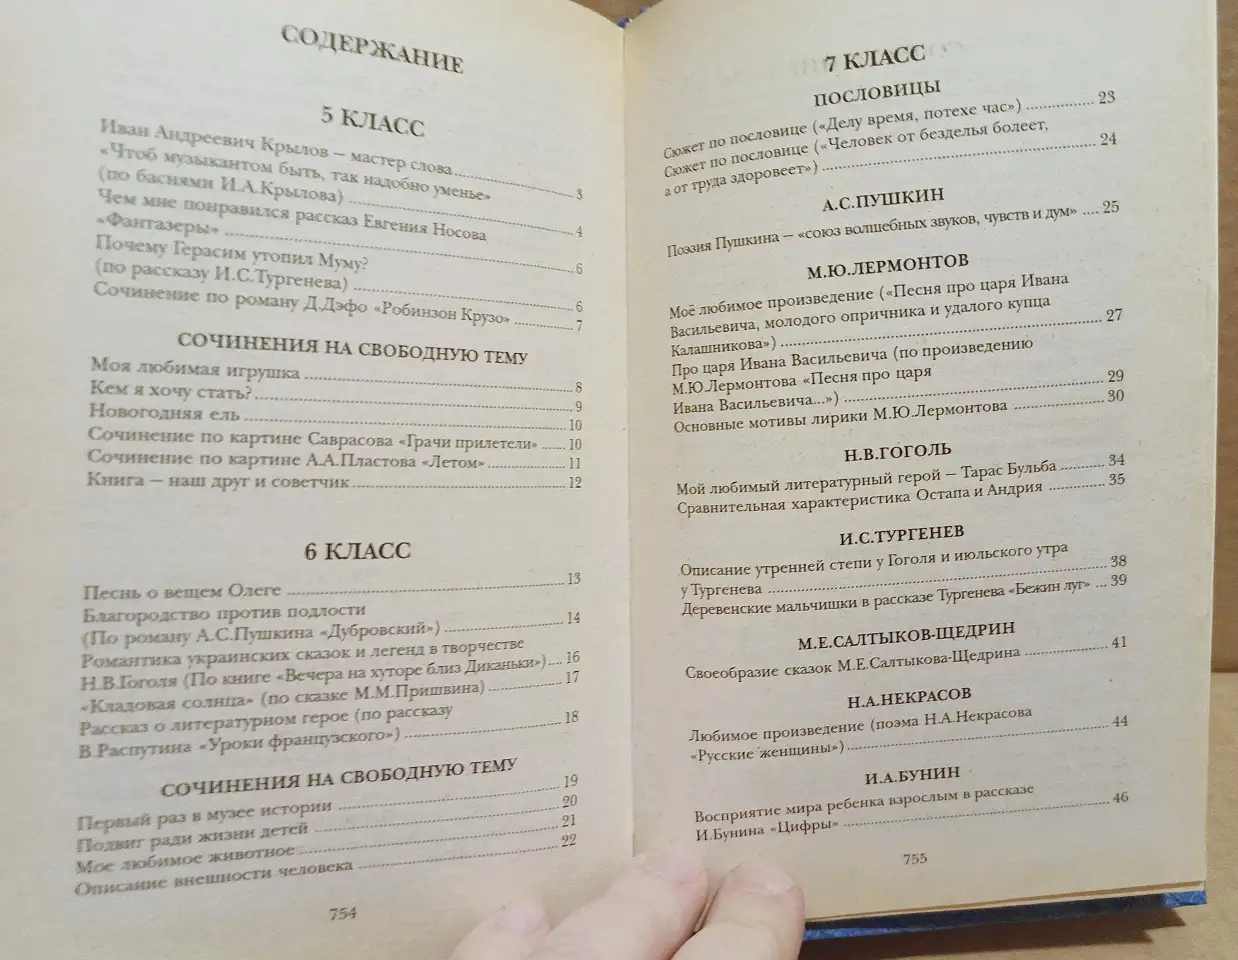 СОДЕРЖАНИЕ
5 КЛАСС
Иван Андреевич Крылов – мастер слова ..... 3
«Чтоб музыкантом быть, так надобно уменье»
(по баснями И.А.Крылова) ..... 4
Чем мне понравился рассказ Евгения Носова
«Фантазеры» ..... 6
Почему Герасим утопил Муму?
(по рассказу И.С.Тургенева) ..... 6
Сочинение по роману Д.Дэфо «Робинзон Крузо» ..... 7
СОЧИНЕНИЯ НА СВОБОДНУЮ ТЕМУ
Моя любимая игрушка ..... 8
Кем я хочу стать? ..... 9
Новогодняя ель ..... 10
Сочинение по картине Саврасова «Грачи прилетели» ..... 10
Сочинение по картине А.А.Пластова «Летом» ..... 11
Книга – наш друг и советчик ..... 12
6 КЛАСС
Песнь о вещем Олеге ..... 13
Благородство против подлости
(По роману А.С.Пушкина «Дубровский») ..... 14
Романтика украинских сказок и легенд в творчестве
Н.В.Гоголя (По книге «Вечера на хуторе близ Диканьки») ..... 16
«Кладовая солнца» (по сказке М.М.Пришвина) ..... 17
Рассказ о литературном герое (по рассказу
В.Распутина «Уроки французского») ..... 18
СОЧИНЕНИЯ НА СВОБОДНУЮ ТЕМУ
Первый раз в музее истории ..... 19
Подвиг ради жизни детей ..... 20
Мое любимое животное ..... 21
Описание внешности человека ..... 22
754
7 КЛАСС
ПОСЛОВИЦЫ
Сюжет по пословице («Делу время, потехе час») ..... 23
Сюжет по пословице («Человек от безделья болеет,
а от труда здоровеет») ..... 24
А.С.ПУШКИН
Поэзия Пушкина – «союз волшебных звуков, чувств и дум» ..... 25
М.Ю.ЛЕРМОНТОВ
Моё любимое произведение («Песня про царя Ивана
Васильевича, молодого опричника и удалого купца
Калашникова») ..... 27
Про царя Ивана Васильевича (по произведению
М.Ю.Лермонтова «Песня про царя
Ивана Васильевича...») ..... 29
Основные мотивы лирики М.Ю.Лермонтова ..... 30
Н.В.ГОГОЛЬ
Мой любимый литературный герой – Тарас Бульба ..... 34
Сравнительная характеристика Остапа и Андрия ..... 35
И.С.ТУРГЕНЕВ
Описание утренней степи у Гоголя и июльского утра
у Тургенева ..... 38
Деревенские мальчишки в рассказе Тургенева «Бежин луг» ..... 39
М.Е.САЛТЫКОВ-ЩЕДРИН
Своеобразие сказок М.Е.Салтыкова-Щедрина ..... 41
Н.А.НЕКРАСОВ
Любимое произведение (поэма Н.А.Некрасова
«Русские женщины») ..... 44
И.А.БУНИН
Восприятие мира ребенка взрослым в рассказе
И.Бунина «Цифры» ..... 46
755